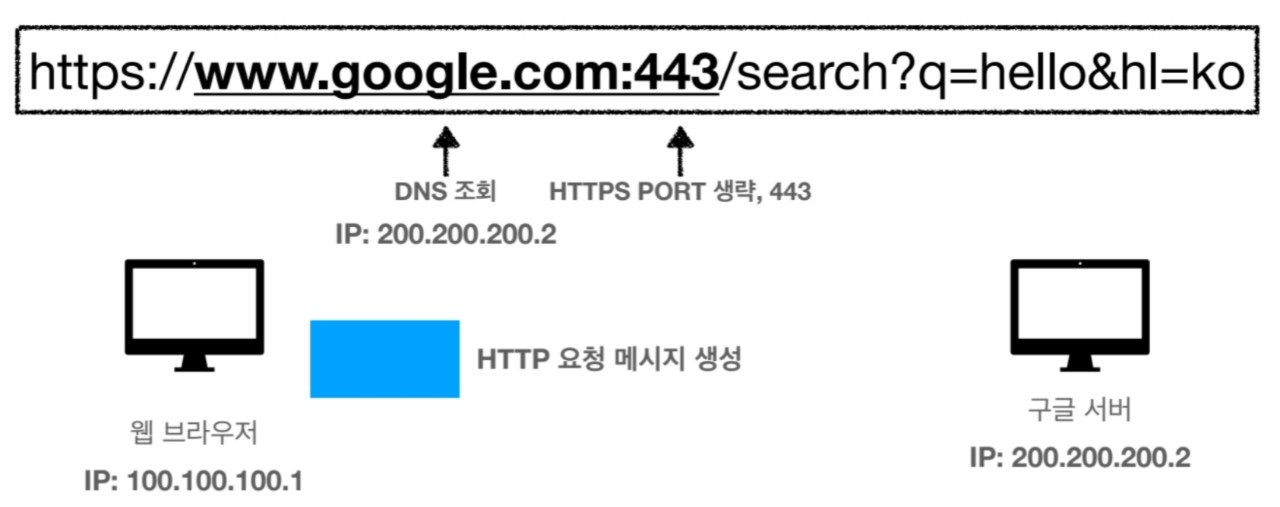 https://www.google.com:443/search?q=hello&hl=ko
DNS 조회
HTTPS PORT 생략, 443
IP: 200.200.200.2
HTTP 요청 메시지 생성
웹 브라우저
IP: 100.100.100.1
구글 서버
IP: 200.200.200.2